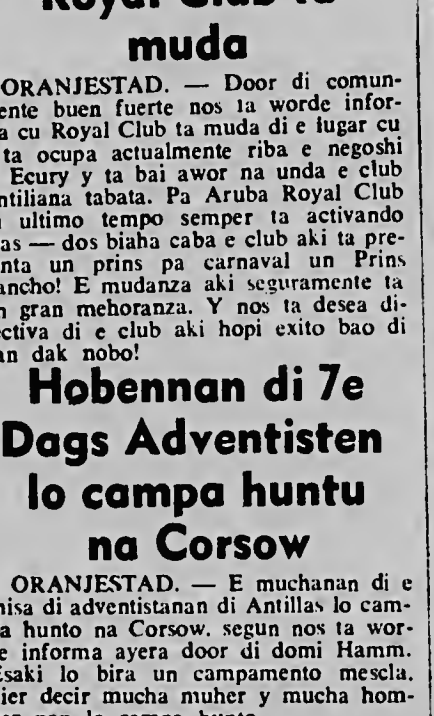 Royal Club ta
muda
ORANJESTAD. — Door di comun-
ente buen fuerte nos la worde infor-
a cu Royal Club ta muda di e lugar cu
ta ocupa actualmente riba e negoshi
Ecury y ta bai awor na unda e club
ntiliana tabata. Pa Aruba Royal Club
ultimo tempo semper ta activando
as — dos biaha caba e club aki ta pre-
nta un prins pa carnaval un Prins
ancho! E mudanza aki seguramente ta
gran mehoranza. Y nos ta desea di-
ectiva di e club aki hopi exito bao di
an dak nobo!
Hobennan di 7e
Dags Adventisten
lo campa huntu
na Corsow
ORANJESTAD. — E muchanan di e
nisa di adventistanan di Antillas lo cam-
a hunto na Corsow. segun nos ta wor-
e informa ayera door di domi Hamm.
Esaki lo bira un campamento mescla.
ier decir mucha muher y mucha hom-